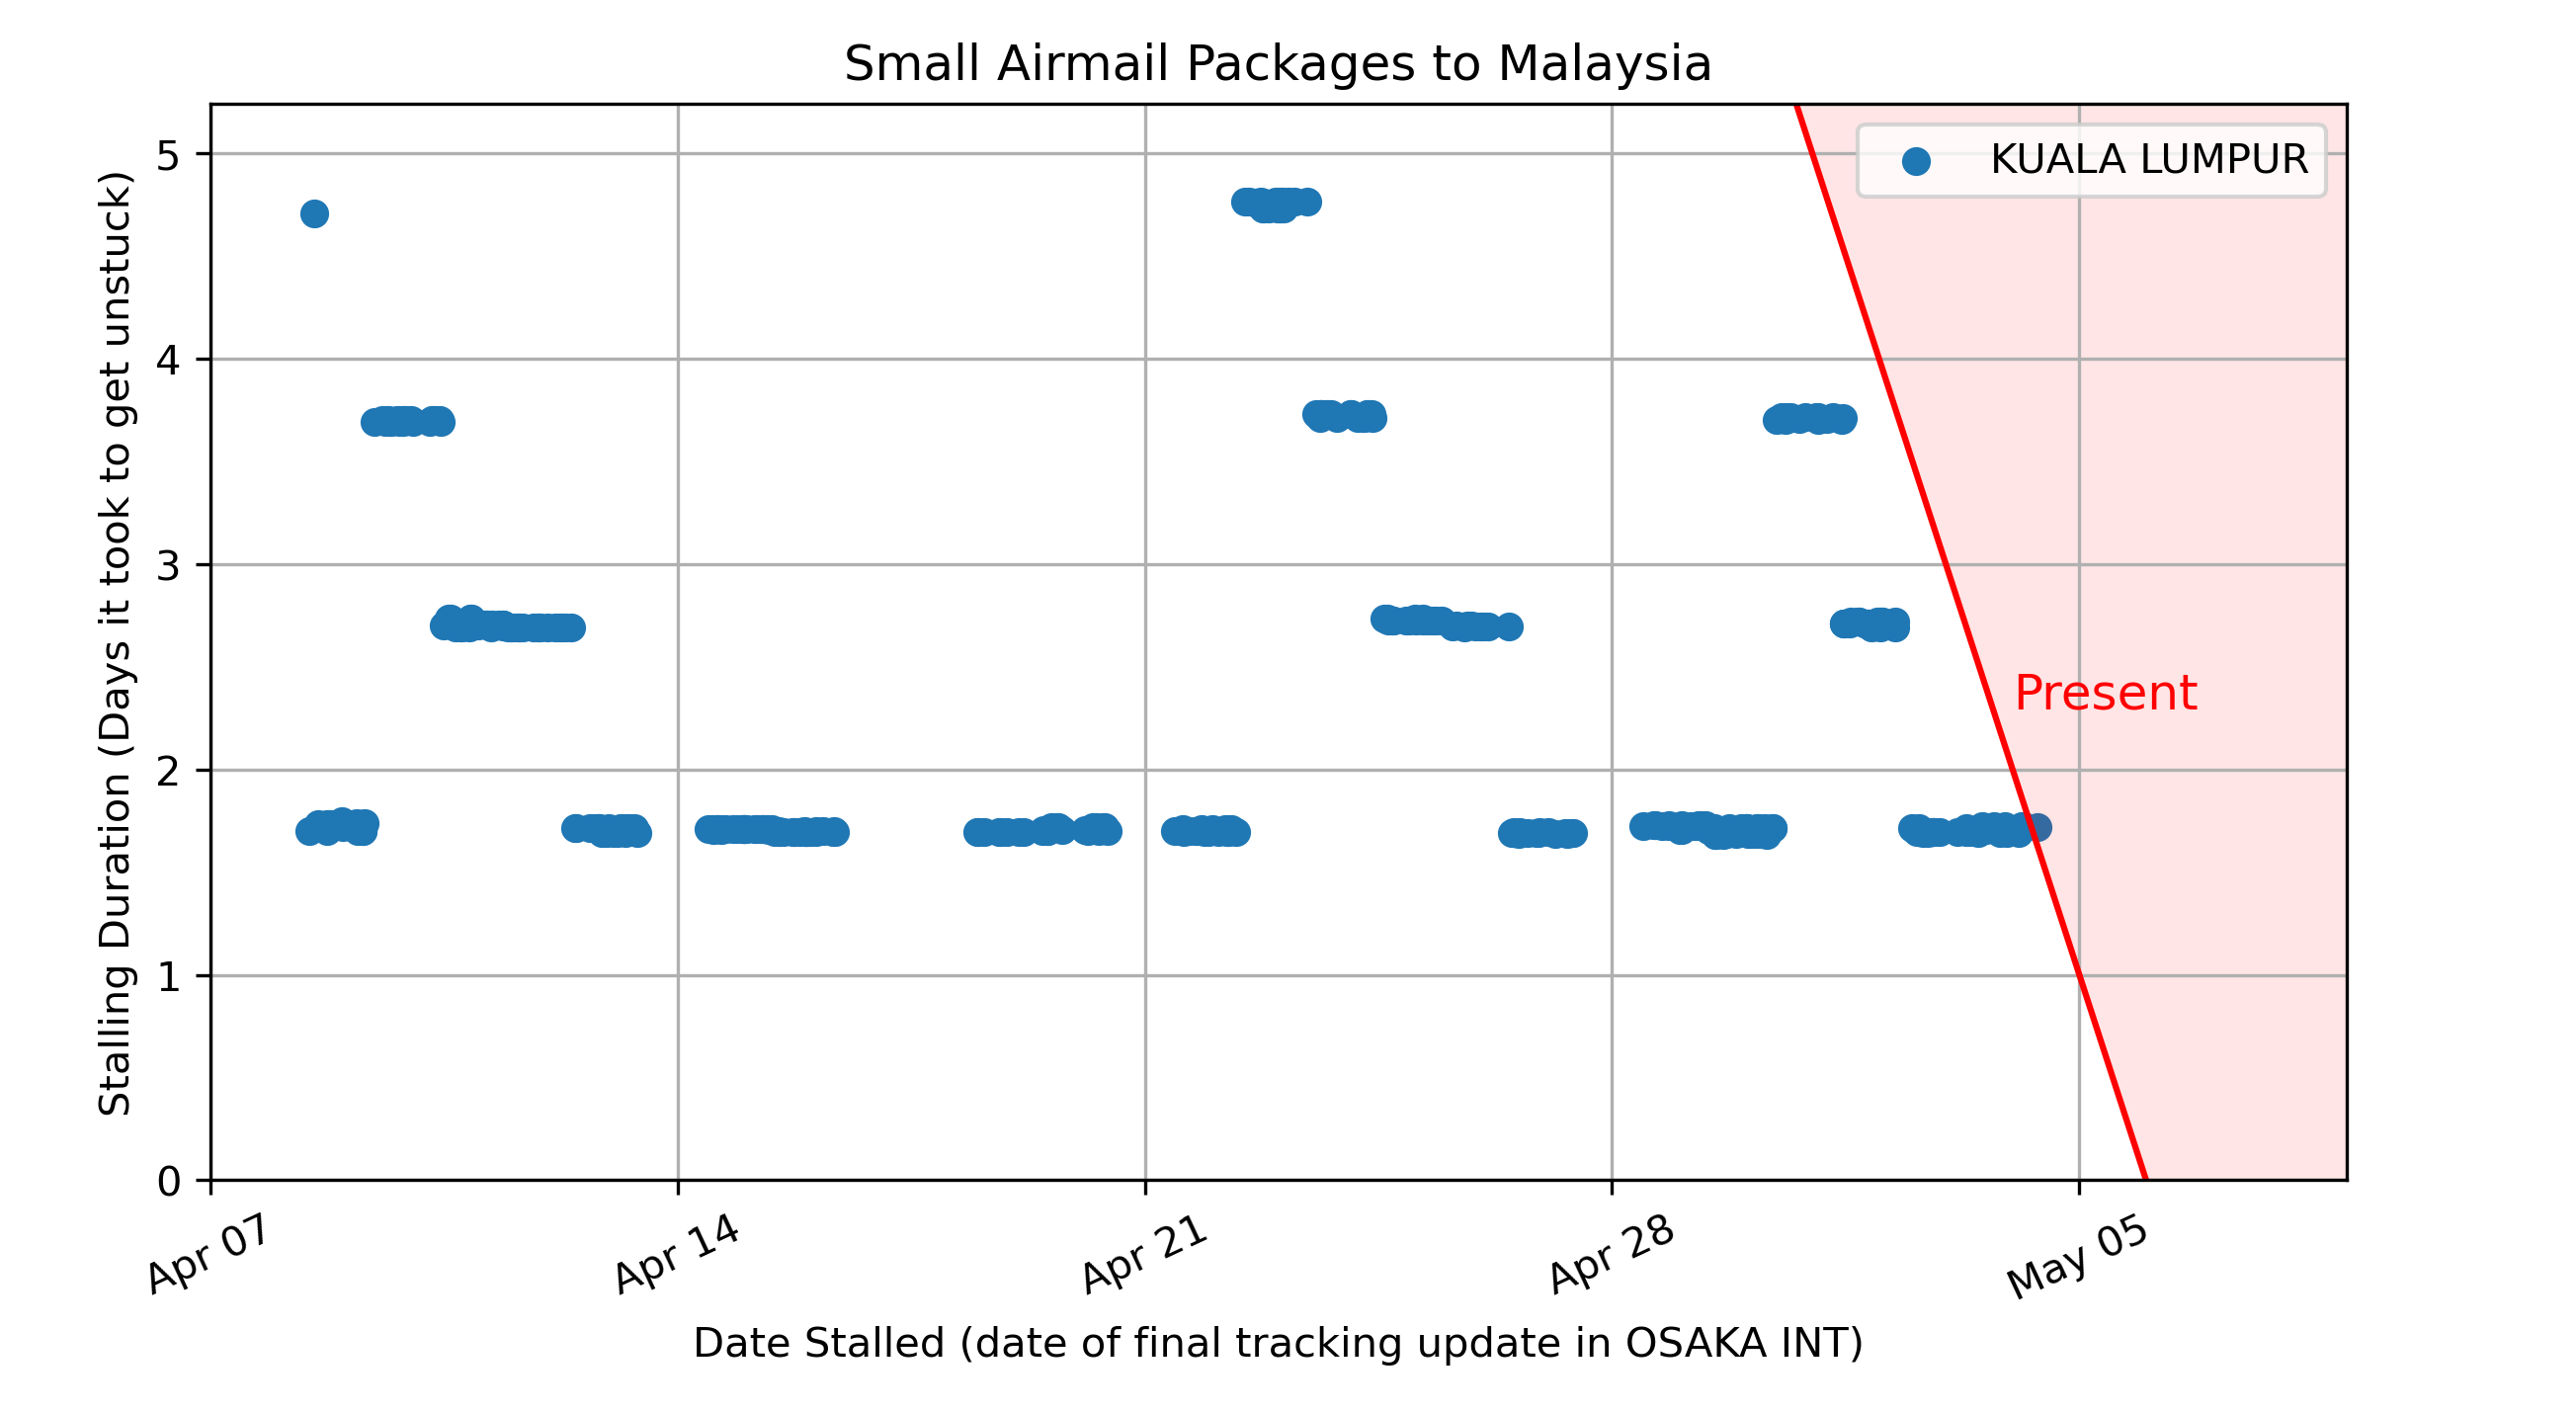 Small Airmail Packages to Malaysia
Stalling Duration (Days it took to get unstuck)
5
4
3
2
1
0
KUALA LUMPUR
Present
Apr 07
Apr 14
Apr 21
Apr 28
May 05
Date Stalled (date of final tracking update in OSAKA INT)